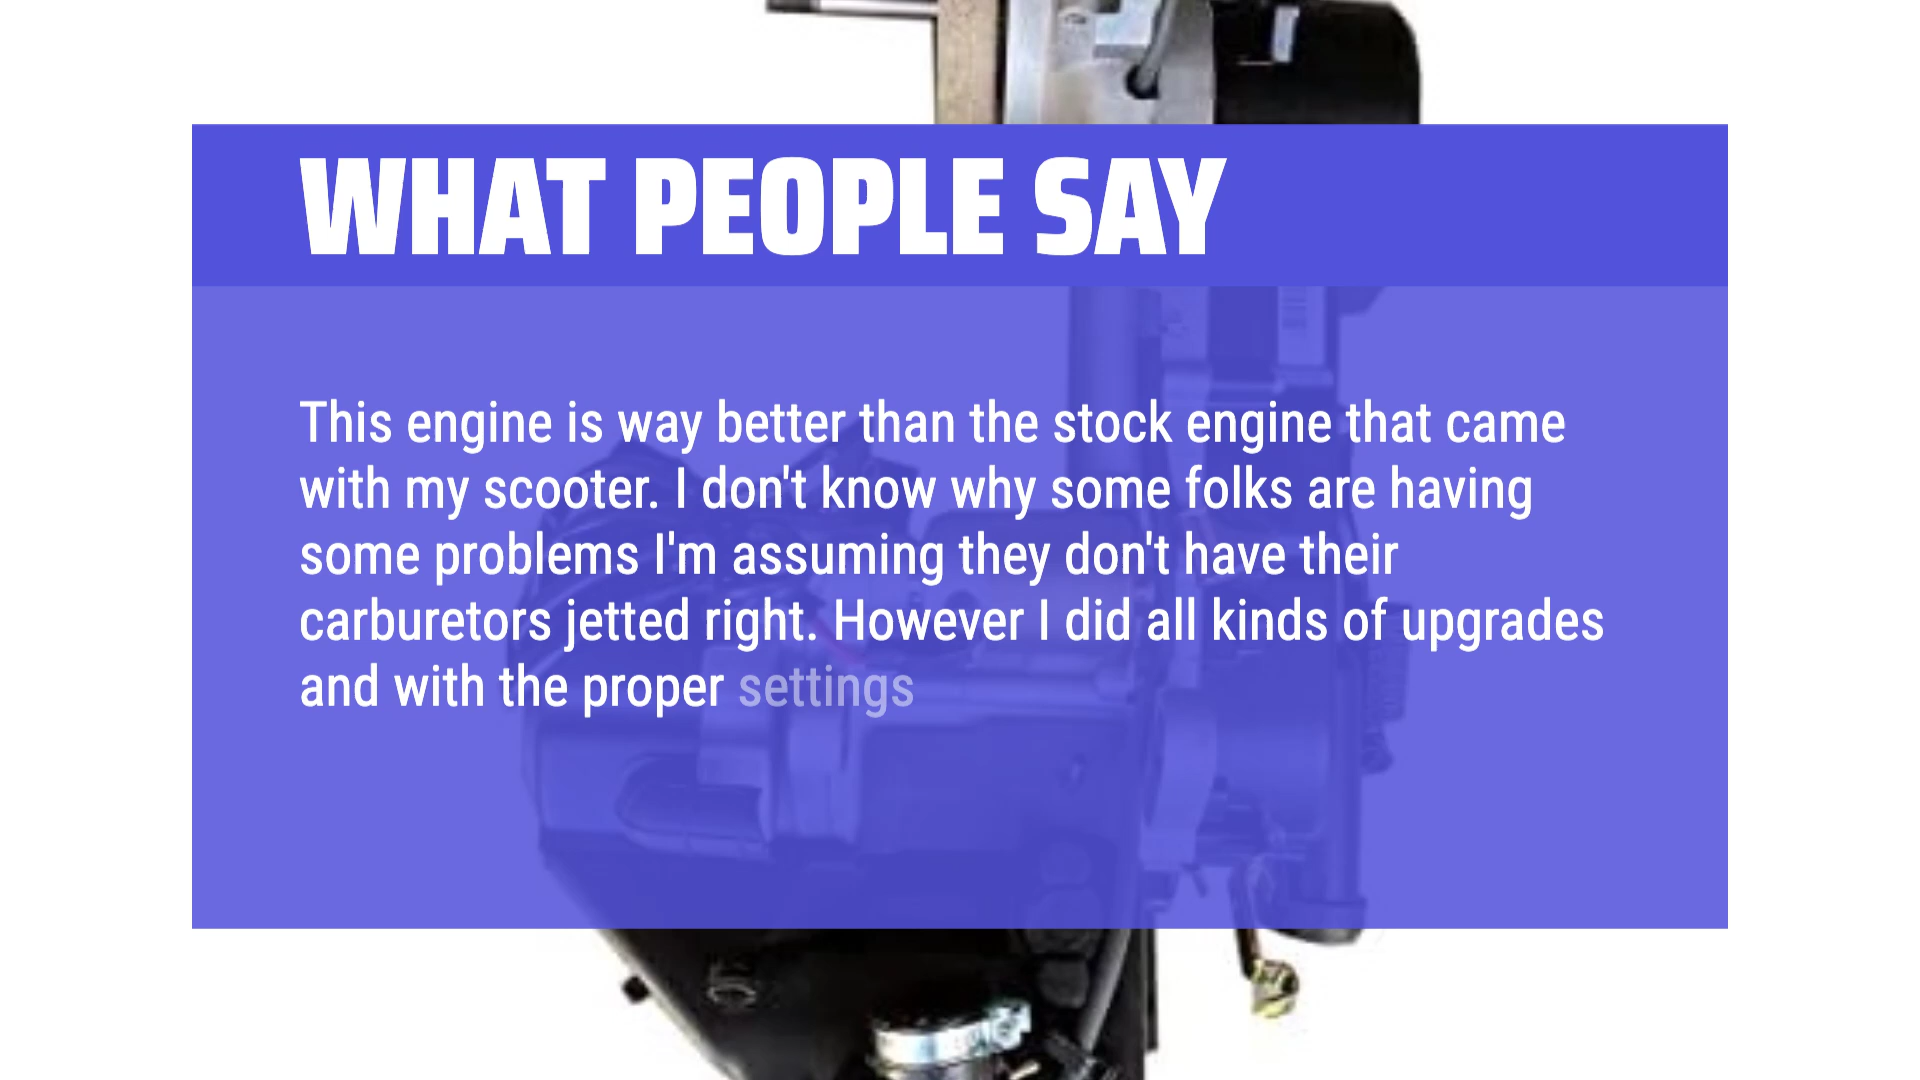 WHAT PEOPLE SAY
This engine is way better than the stock engine that came
with my scooter. I don't know why some folks are having
some problems I'm assuming they don't have their
carburetors jetted right. However I did all kinds of upgrades
and with the proper settings